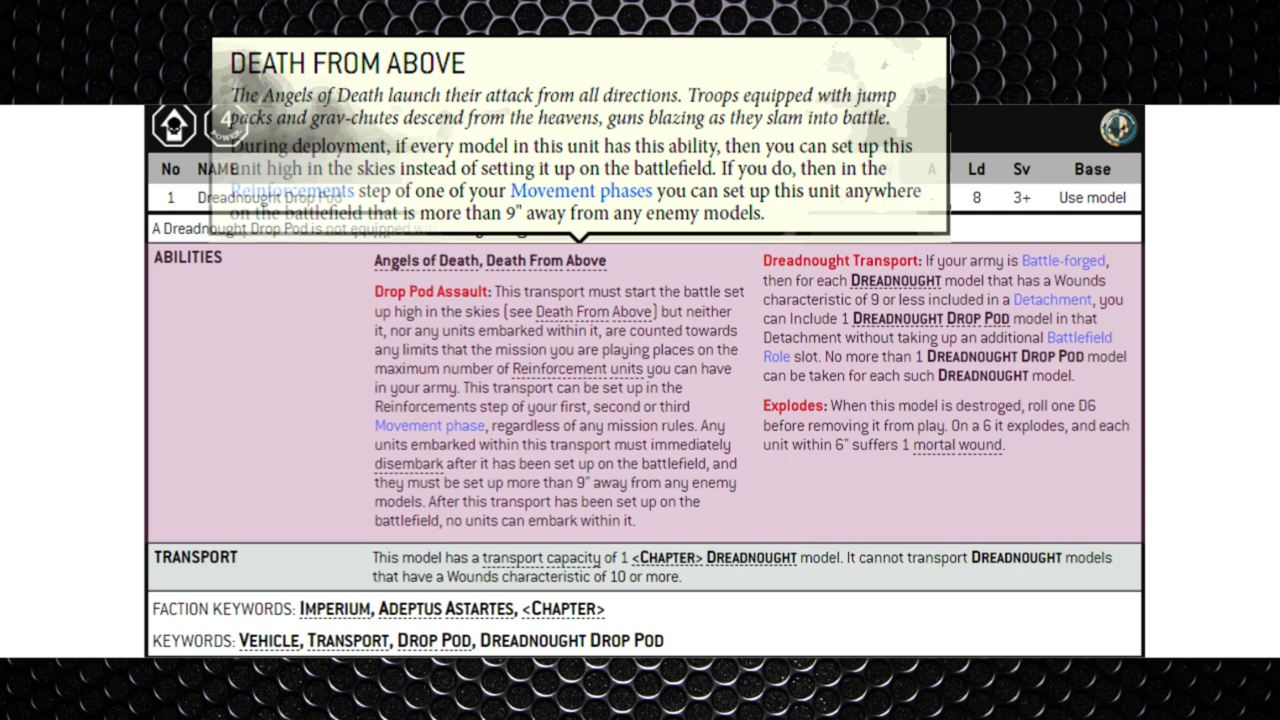 DEATH FROM ABOVE
The Angels of Death launch their attack from all directions. Troops equipped with jump
packs and grav-chutes descend from the heavens, guns blazing as they slam into battle.
During deployment, if every model in this unit has this ability, then you can set up this
unit high in the skies instead of setting it up on the battlefield. If you do, then in the
Reinforcements step of one of your Movement phases you can set up this unit anywhere
on the battlefield that is more than 9" away from any enemy models.
4
POWER
No NAME A Ld Sv Base
1 Dreadnought Drop Pod - 8 3+ Use model
A Dreadnought Drop Pod is not equipped
ABILITIES
Angels of Death, Death From Above
Drop Pod Assault: This transport must start the battle set
up high in the skies (see Death From Above) but neither
it, nor any units embarked within it, are counted towards
any limits that the mission you are playing places on the
maximum number of Reinforcement units you can have
in your army. This transport can be set up in the
Reinforcements step of your first, second or third
Movement phase, regardless of any mission rules. Any
units embarked within this transport must immediately
disembark after it has been set up on the battlefield, and
they must be set up more than 9" away from any enemy
models. After this transport has been set up on the
battlefield, no units can embark within it.
Dreadnought Transport: If your army is Battle-forged,
then for each DREADNOUGHT model that has a Wounds
characteristic of 9 or less included in a Detachment, you
can Include 1 DREADNOUGHT DROP POD model in that
Detachment without taking up an additional Battlefield
Role slot. No more than 1 DREADNOUGHT DROP POD model
can be taken for each such DREADNOUGHT model.
Explodes: When this model is destroged, roll one D6
before removing it from play. On a 6 it explodes, and each
unit within 6" suffers 1 mortal wound.
TRANSPORT
This model has a transport capacity of 1 <CHAPTER> DREADNOUGHT model. It cannot transport DREADNOUGHT models
that have a Wounds characteristic of 10 or more.
FACTION KEYWORDS: IMPERIUM, ADEPTUS ASTARTES, <CHAPTER>
KEYWORDS: VEHICLE, TRANSPORT, DROP POD, DREADNOUGHT DROP POD